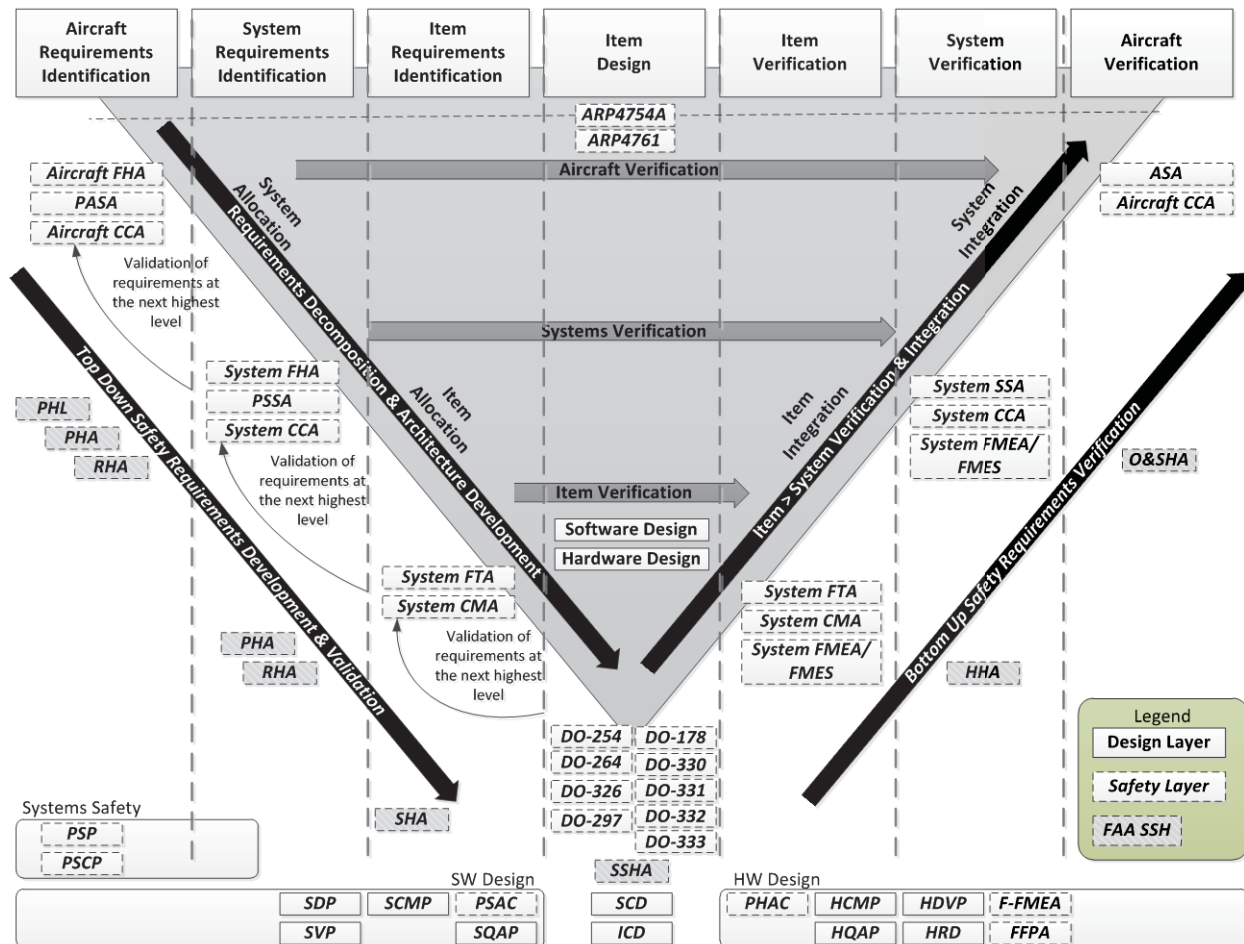 Aircraft
Requirements
Identification
System
Requirements
Identification
Item
Requirements
Identification
Item
Design
Item
Verification
System
Verification
Aircraft
Verification
ARP4754A
ARP4761
Aircraft Verification
Aircraft FHA
PASA
Aircraft CCA
System
Allocation
System
Integration
ASA
Aircraft CCA
Validation of
requirements at
the next highest
level
Requirements Decomposition & Architecture Development
Systems Verification
Item > System Verification & Integration
Top Down Safety Requirements Development & Validation
PHL
PHA
RHA
System FHA
PSSA
System CCA
Item
Allocation
Item
Integration
System SSA
System CCA
System FMEA/
FMES
O&SHA
Validation of
requirements at
the next highest
level
Item Verification
Software Design
Hardware Design
System FTA
System CMA
System FTA
System CMA
System FMEA/
FMES
Bottom Up Safety Requirements Verification
Validation of
requirements at
the next highest
level
PHA
RHA
HHA
DO-254
DO-264
DO-326
DO-297
DO-178
DO-330
DO-331
DO-332
DO-333
Legend
Design Layer
Safety Layer
FAA SSH
SHA
Systems Safety
PSP
PSCP
SSHA
SW Design
SDP
SCMP
PSAC
SVP
SQAP
SCD
ICD
HW Design
PHAC
HCMP
HDVP
F-FMEA
HQAP
HRD
FFPA